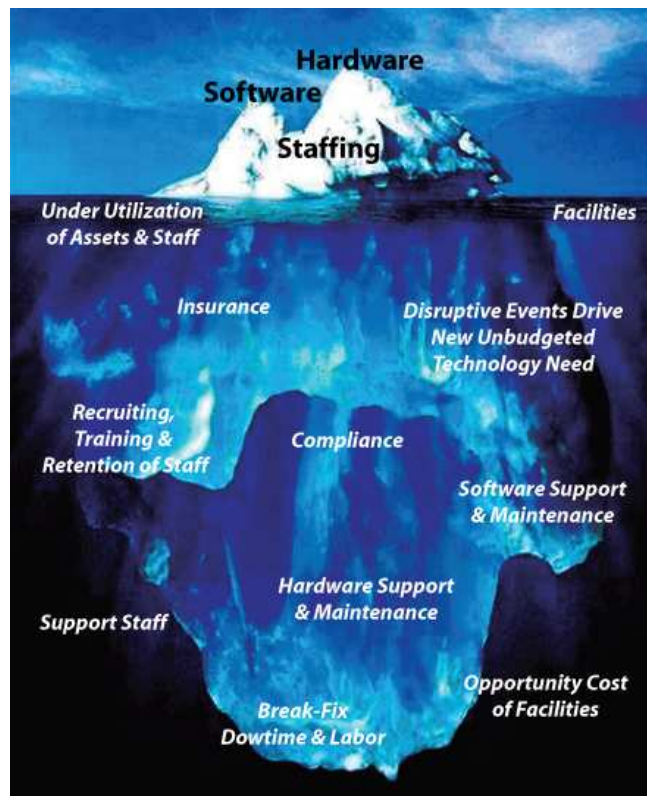 Hardware
Software
Staffing
Under Utilization
of Assets & Staff
Facilities
Insurance
Disruptive Events Drive
New Unbudgeted
Technology Need
Recruiting,
Training &
Retention of Staff
Compliance
Software Support
& Maintenance
Hardware Support
& Maintenance
Support Staff
Opportunity Cost
of Facilities
Break-Fix
Dowtime & Labor